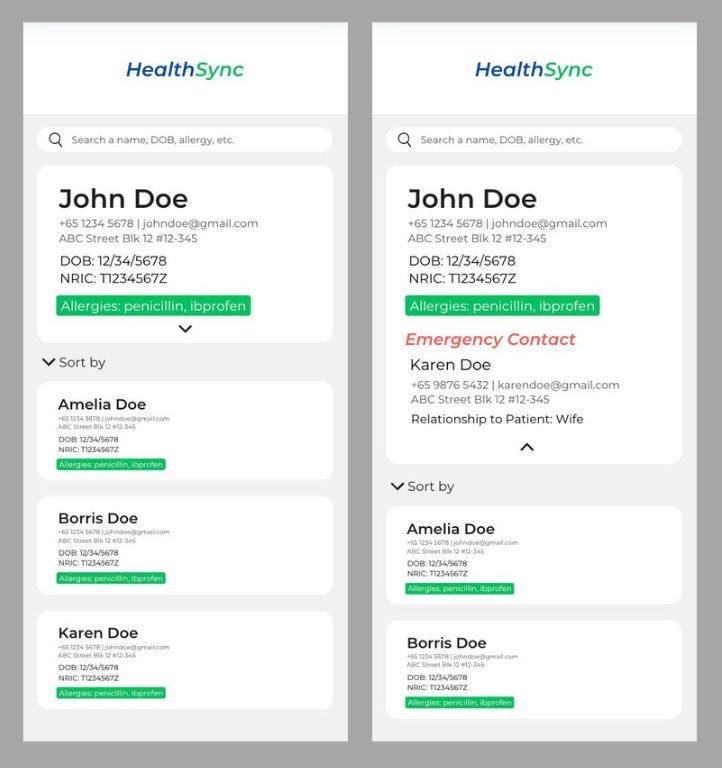 HealthSync
Search a name, DOB, allergy, etc.
John Doe
+65 1234 5678 | johndoe@gmail.com
ABC Street Blk 12 #12-345
DOB: 12/34/5678
NRIC: T1234567Z
Allergies: penicillin, ibprofen
Sort by
Amelia Doe
+65 1234 5678 | johndoe@gmail.com
ABC Street Blk 12 #12-345
DOB: 12/34/5678
NRIC: T1234567Z
Allergies: penicillin, ibprofen
Borris Doe
+65 1234 5678 | johndoe@gmail.com
ABC Street Blk 12 #12-345
DOB: 12/34/5678
NRIC: T1234567Z
Allergies: penicillin, ibprofen
Karen Doe
+65 1234 5678 | johndoe@gmail.com
ABC Street Blk 12 #12-345
DOB: 12/34/5678
NRIC: T1234567Z
Allergies: penicillin, ibprofen
HealthSync
Search a name, DOB, allergy, etc.
John Doe
+65 1234 5678 | johndoe@gmail.com
ABC Street Blk 12 #12-345
DOB: 12/34/5678
NRIC: T1234567Z
Allergies: penicillin, ibprofen
Emergency Contact
Karen Doe
+65 9876 5432 | karendoe@gmail.com
ABC Street Blk 12 #12-345
Relationship to Patient: Wife
Sort by
Amelia Doe
+65 1234 5678 | johndoe@gmail.com
ABC Street Blk 12 #12-345
DOB: 12/34/5678
NRIC: T1234567Z
Allergies: penicillin, ibprofen
Borris Doe
+65 1234 5678 | johndoe@gmail.com
ABC Street Blk 12 #12-345
DOB: 12/34/5678
NRIC: T1234567Z
Allergies: penicillin, ibprofen